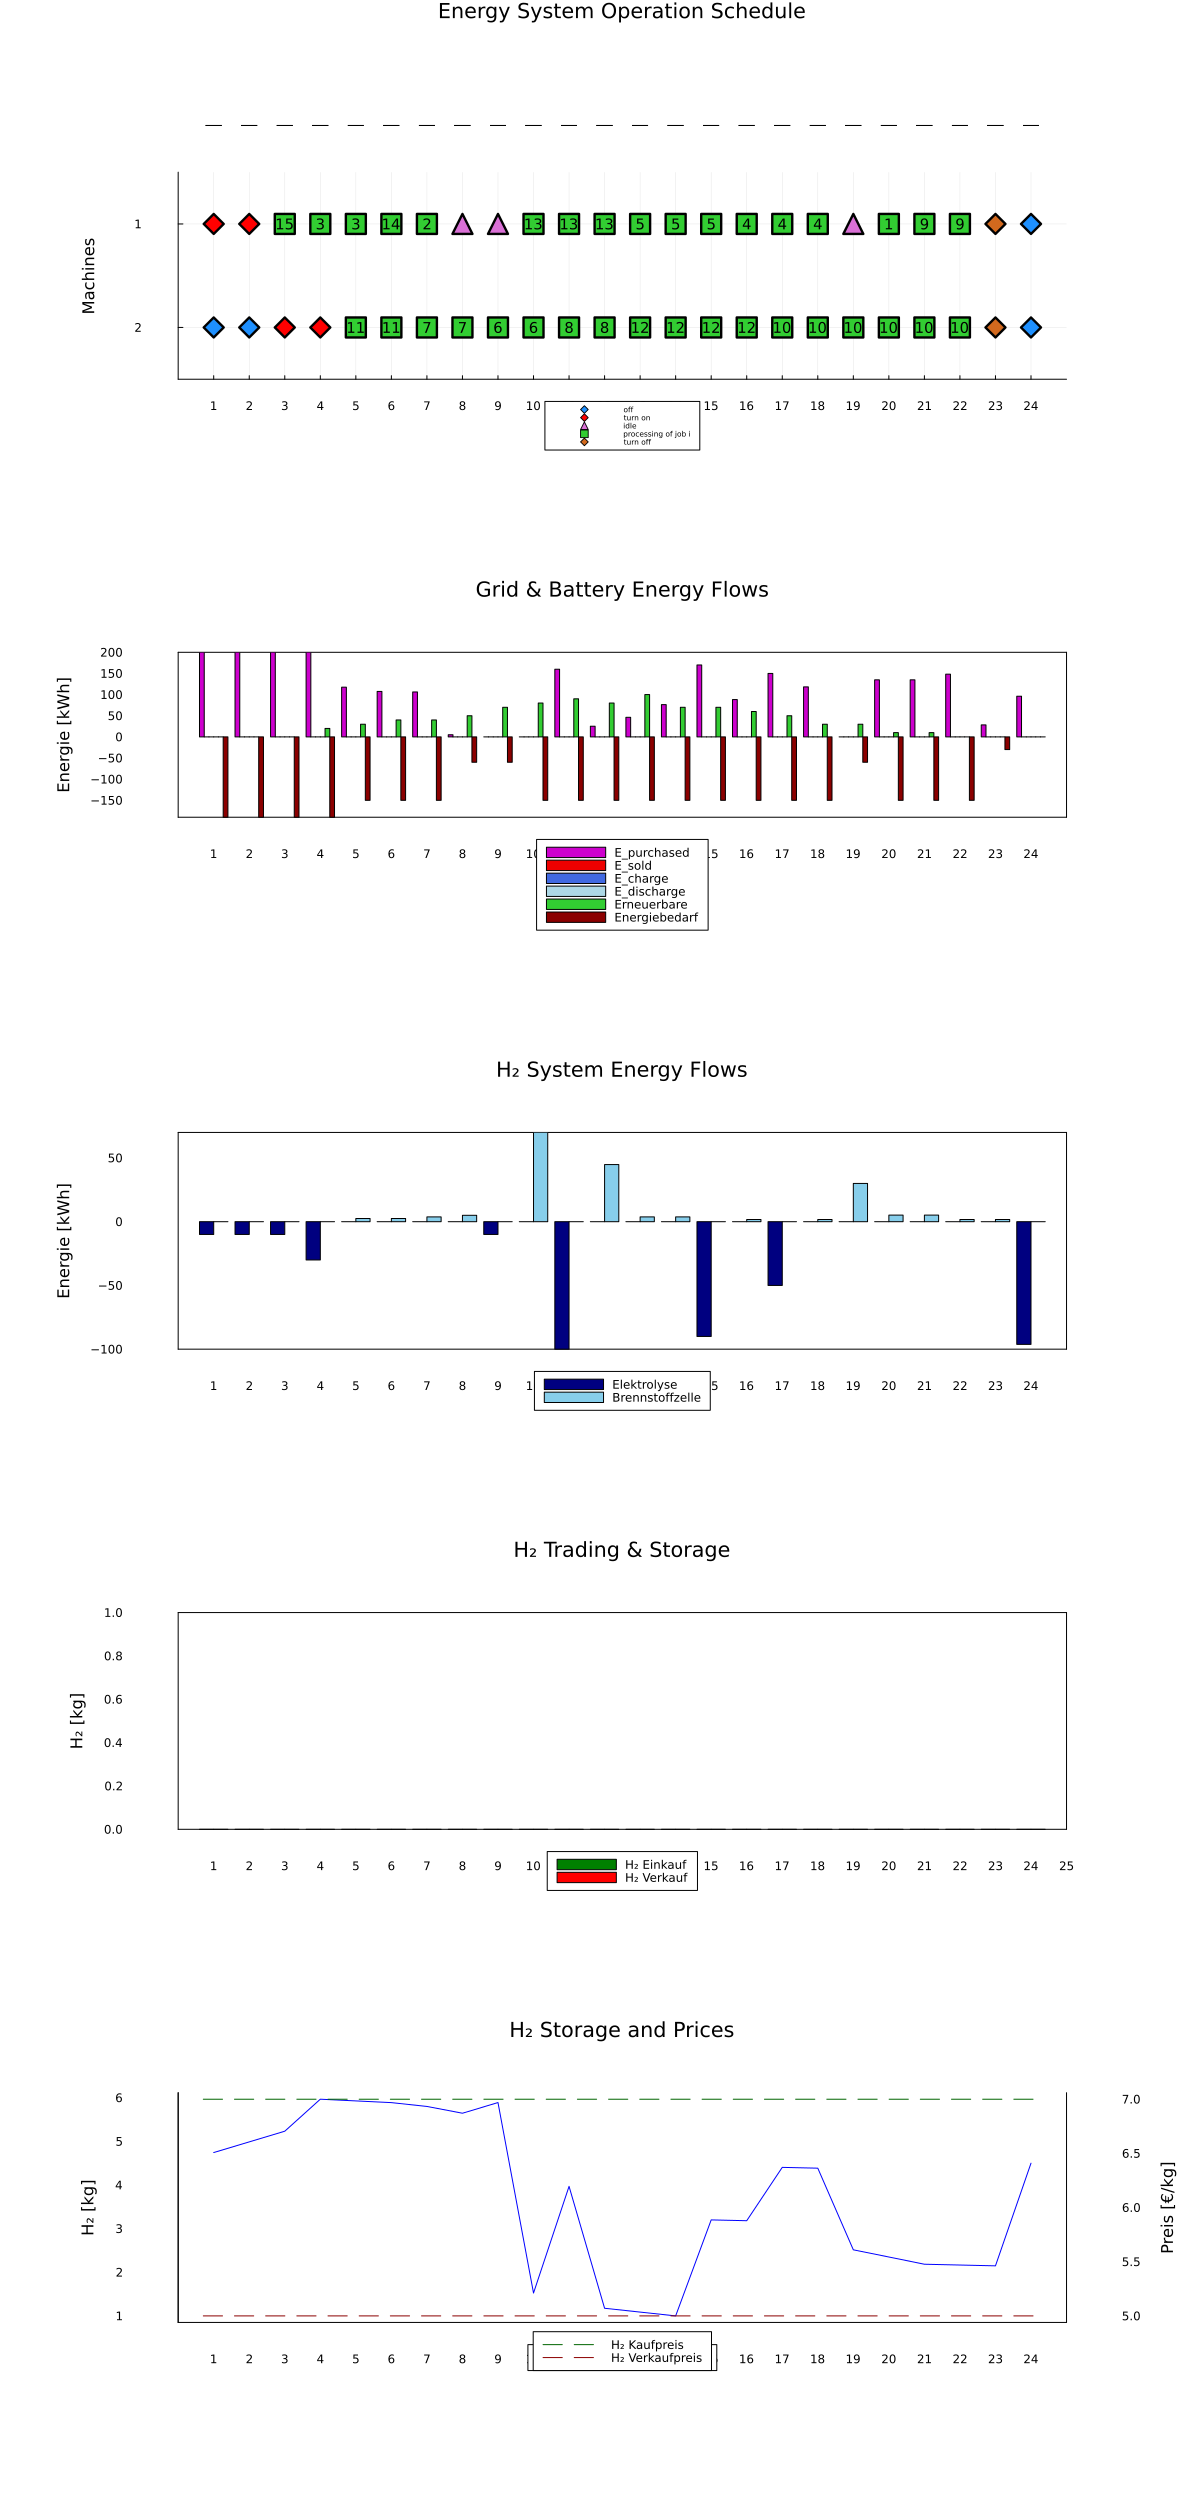 Energy System Operation Schedule
Machines
1
15 3 3 14 2 13 13 13 5 5 5 4 4 4 1 9 9
2
11 11 7 7 6 6 8 8 12 12 12 12 10 10 10 10 10 10
1 2 3 4 5 6 7 8 9 10 15 16 17 18 19 20 21 22 23 24
off
turn on
idle
processing of job i
turn off
Grid & Battery Energy Flows
Energie [kWh]
200
150
100
50
0
−50
−100
−150
1 2 3 4 5 6 7 8 9 10 15 16 17 18 19 20 21 22 23 24
E_purchased
E_sold
E_charge
E_discharge
Erneuerbare
Energiebedarf
H₂ System Energy Flows
Energie [kWh]
50
0
−50
−100
1 2 3 4 5 6 7 8 9 1 5 16 17 18 19 20 21 22 23 24
Elektrolyse
Brennstoffzelle
H₂ Trading & Storage
H₂ [kg]
1.0
0.8
0.6
0.4
0.2
0.0
1 2 3 4 5 6 7 8 9 10 15 16 17 18 19 20 21 22 23 24 25
H₂ Einkauf
H₂ Verkauf
H₂ Storage and Prices
H₂ [kg]
6
5
4
3
2
1
7.0
6.5
6.0
5.5
5.0
Preis [€/kg]
1 2 3 4 5 6 7 8 9 16 17 18 19 20 21 22 23 24
H₂ Kaufpreis
H₂ Verkaufpreis